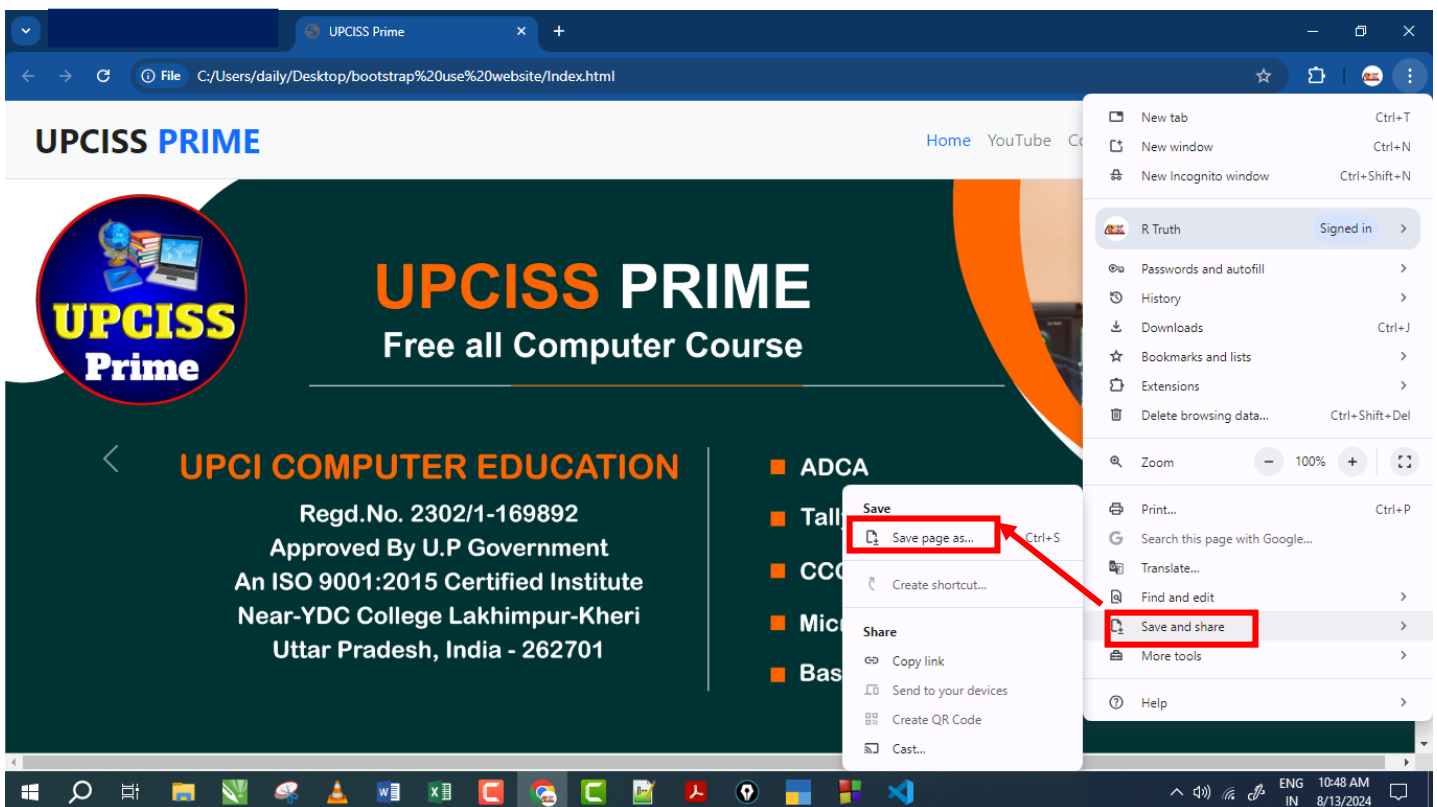 UPCISS Prime
File C:/Users/daily/Desktop/bootstrap%20use%20website/Index.html
UPCISS PRIME
Home YouTube
UPCISS
Prime
UPCISS PRIME
Free all Computer Course
UPCI COMPUTER EDUCATION
Regd.No. 2302/1-169892
Approved By U.P Government
An ISO 9001:2015 Certified Institute
Near-YDC College Lakhimpur-Kheri
Uttar Pradesh, India - 262701
ADCA
Tall
CCC
Micr
Bas
New tab Ctrl+T
New window Ctrl+N
New Incognito window Ctrl+Shift+N
R Truth Signed in
Passwords and autofill
History
Downloads Ctrl+J
Bookmarks and lists
Extensions
Delete browsing data... Ctrl+Shift+Del
Zoom - 100% +
Print... Ctrl+P
Search this page with Google...
Translate...
Find and edit
Save and share
More tools
Help
Save
Save page as... Ctrl+S
Create shortcut...
Share
Copy link
Send to your devices
Create QR Code
Cast...
ENG 10:48 AM
IN 8/13/2024